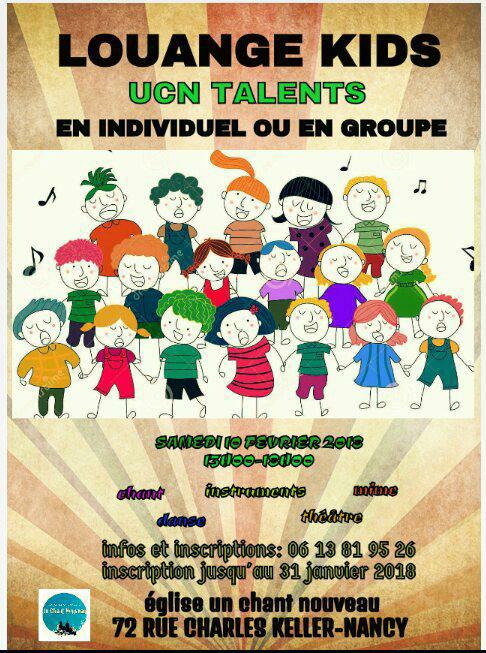 LOUANGE KIDS
UCN TALENTS
EN INDIVIDUEL OU EN GROUPE
SAMEDI 10 FEVRIER 2018
13H00-18H00
chant instruments mime
danse théâtre
infos et inscriptions: 06 13 81 95 26
inscription jusqu'au 31 janvier 2018
église un chant nouveau
72 RUE CHARLES KELLER-NANCY